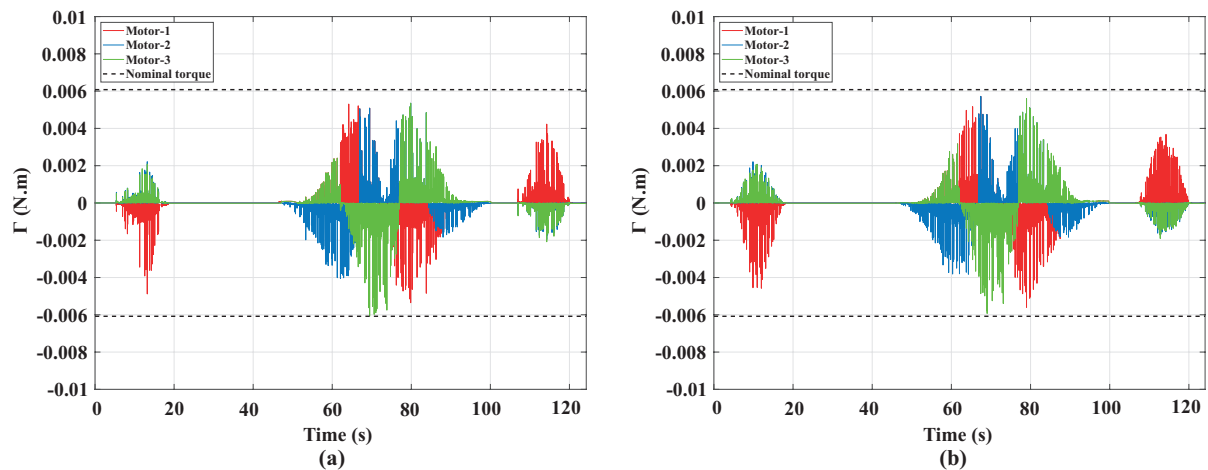 0.01
0.008
0.006
0.004
0.002
0
-0.002
-0.004
-0.006
-0.008
-0.01
Γ (N.m)
Motor-1
Motor-2
Motor-3
Nominal torque
0 20 40 60 80 100 120
Time (s)
(a)
0.01
0.008
0.006
0.004
0.002
0
-0.002
-0.004
-0.006
-0.008
-0.01
Γ (N.m)
Motor-1
Motor-2
Motor-3
Nominal torque
0 20 40 60 80 100 120
Time (s)
(b)